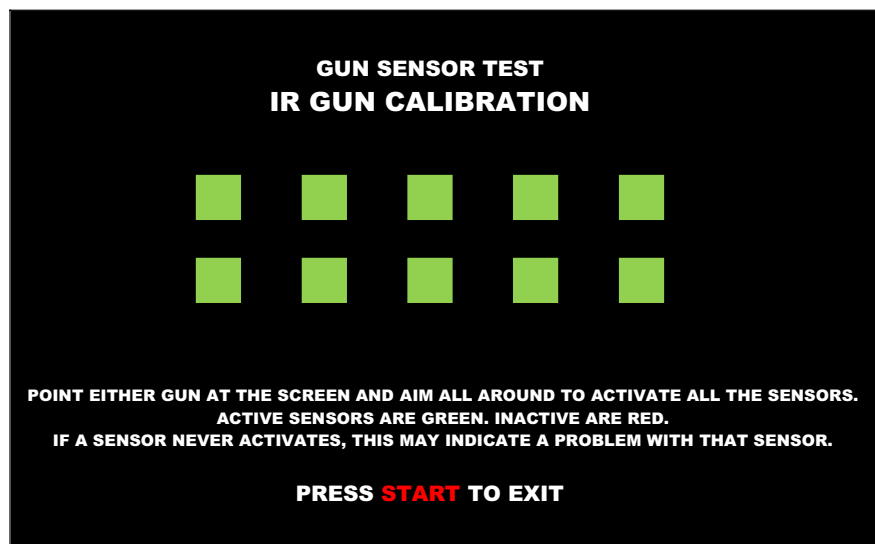 GUN SENSOR TEST
IR GUN CALIBRATION
POINT EITHER GUN AT THE SCREEN AND AIM ALL AROUND TO ACTIVATE ALL THE SENSORS.
ACTIVE SENSORS ARE GREEN. INACTIVE ARE RED.
IF A SENSOR NEVER ACTIVATES, THIS MAY INDICATE A PROBLEM WITH THAT SENSOR.
PRESS START TO EXIT